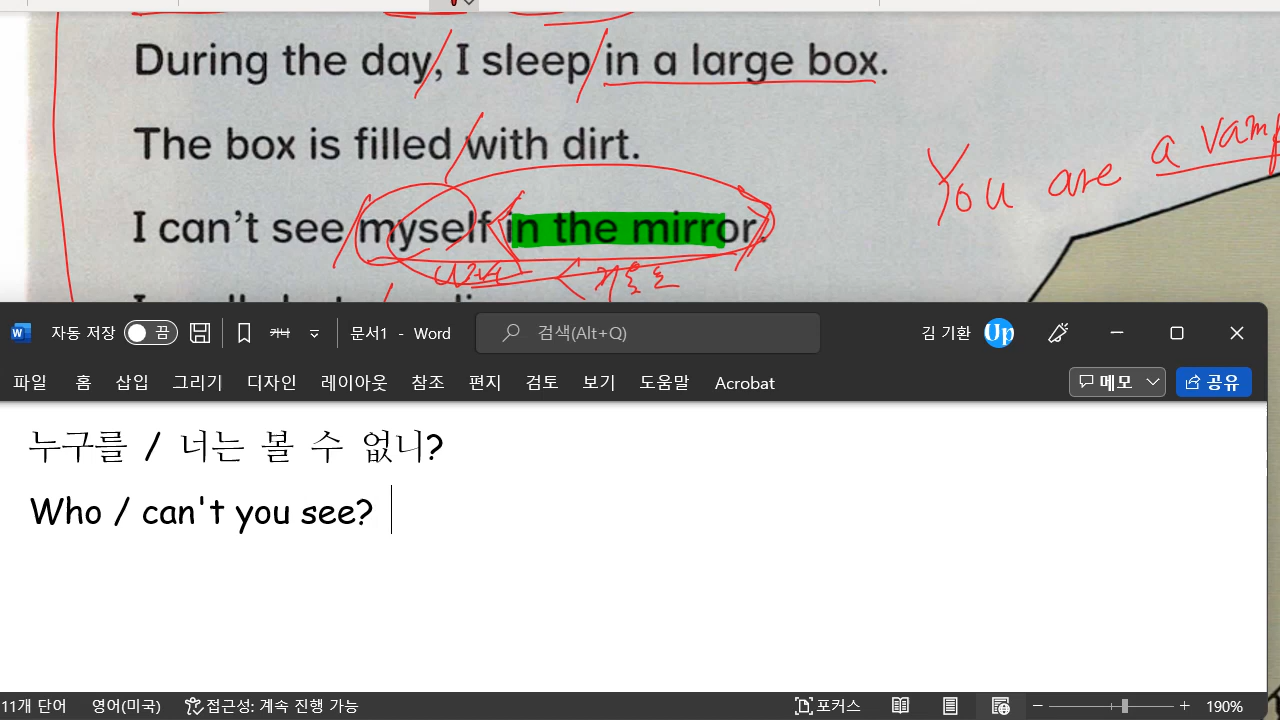 During the day, I sleep in a large box.
The box is filled with dirt.
You are a vam
I can't see myself in the mirror.
거울로
자동 저장 끔 문서1 - Word 검색(Alt+Q) 김 기환 Up
파일 홈 삽입 그리기 디자인 레이아웃 참조 편지 검토 보기 도움말 Acrobat 메모 공유
누구를 / 너는 볼 수 없니?
Who / can't you see?
11개 단어 영어(미국) 접근성: 계속 진행 가능 포커스 190%